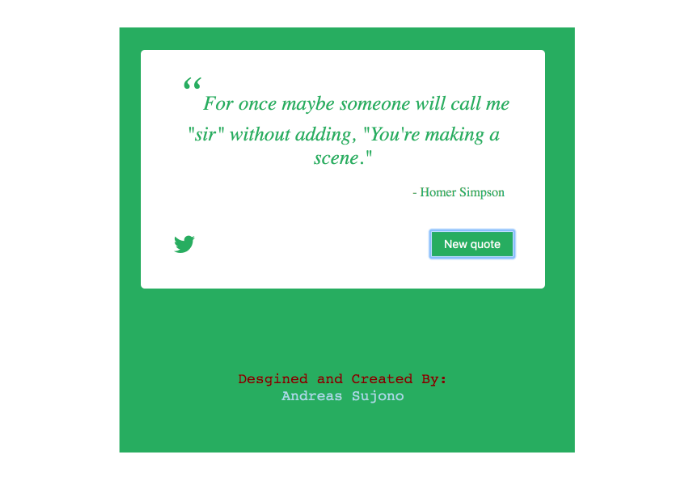 “ For once maybe someone will call me
"sir" without adding, "You're making a
scene."
- Homer Simpson
New quote
Desgined and Created By:
Andreas Sujono